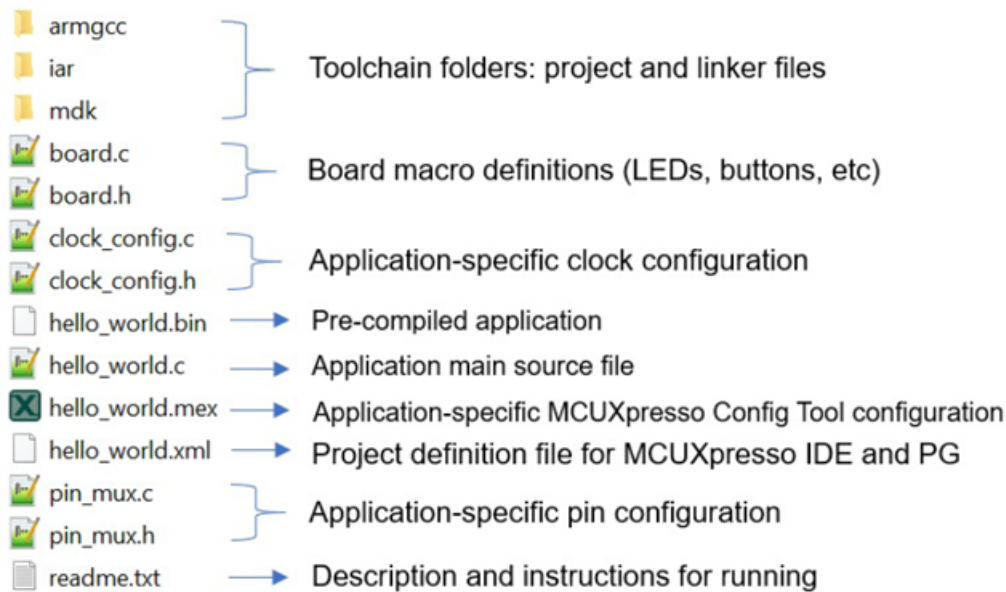 armgcc
iar
Toolchain folders: project and linker files
mdk
board.c
Board macro definitions (LEDs, buttons, etc)
board.h
clock_config.c
Application-specific clock configuration
clock_config.h
hello_world.bin Pre-compiled application
hello_world.c Application main source file
hello_world.mex Application-specific MCUXpresso Config Tool configuration
hello_world.xml Project definition file for MCUXpresso IDE and PG
pin_mux.c
Application-specific pin configuration
pin_mux.h
readme.txt Description and instructions for running